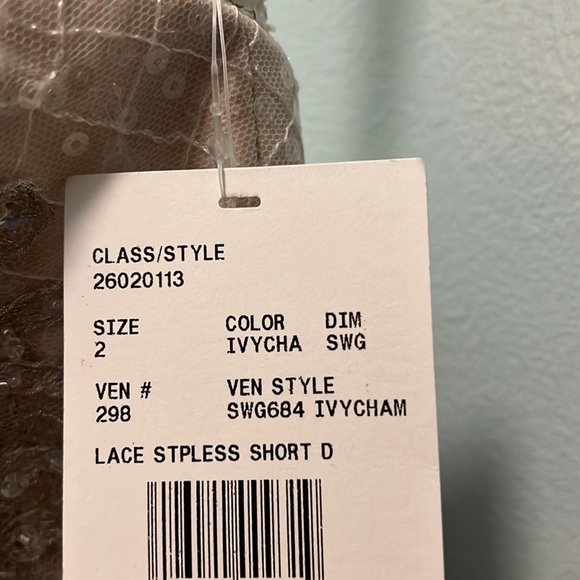 CLASS/STYLE
26020113
SIZE COLOR DIM
2 IVYCHA SWG
VEN # VEN STYLE
298 SWG684 IVYCHAM
LACE STPLESS SHORT D